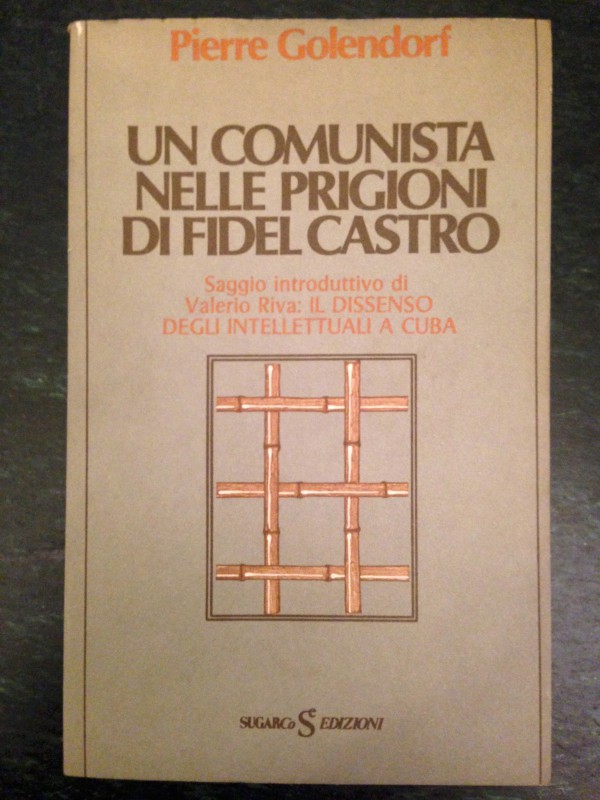 Pierre Golendorf
UN COMUNISTA
NELLE PRIGIONI
DI FIDEL CASTRO
Saggio introduttivo di
Valerio Riva: IL DISSENSO
DEGLI INTELLETTUALI A CUBA
SUGARCo Se EDIZIONI